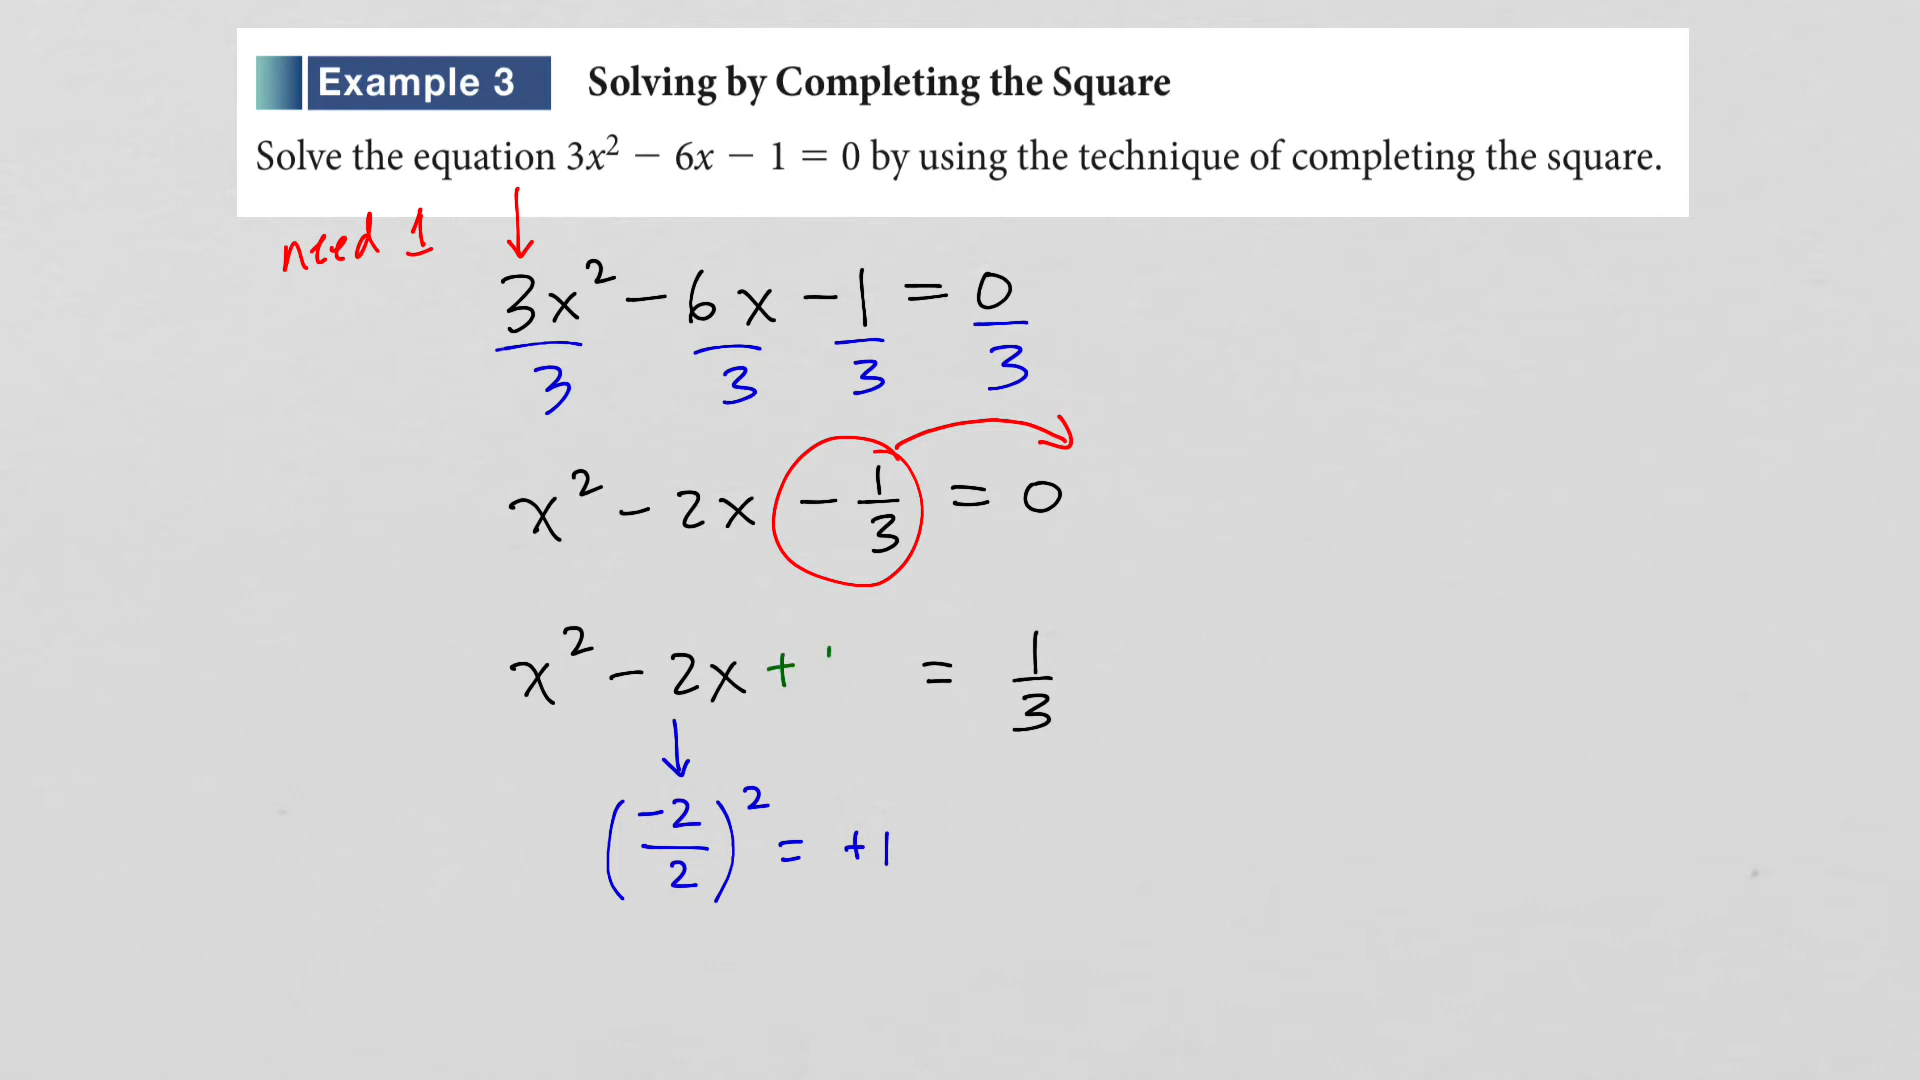 Example 3 Solving by Completing the Square
Solve the equation 3x² − 6x − 1 = 0 by using the technique of completing the square.
need 1
3x² − 6x − 1 = 0
3 3 3 3
x² − 2x − 1/3 = 0
x² − 2x + ' = 1/3
(−2/2)² = +1